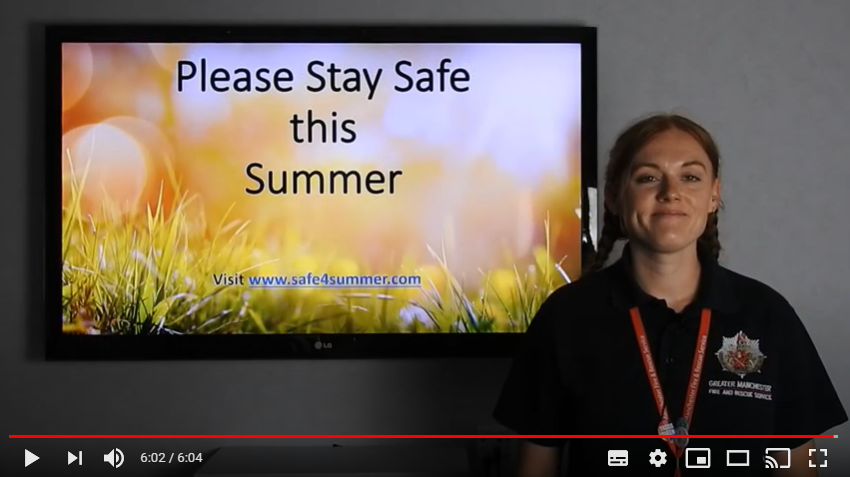 Please Stay Safe
this
Summer
Visit www.safe4summer.com
LG
GREATER MANCHESTER
FIRE AND RESCUE SERVICE
6:02 / 6:04